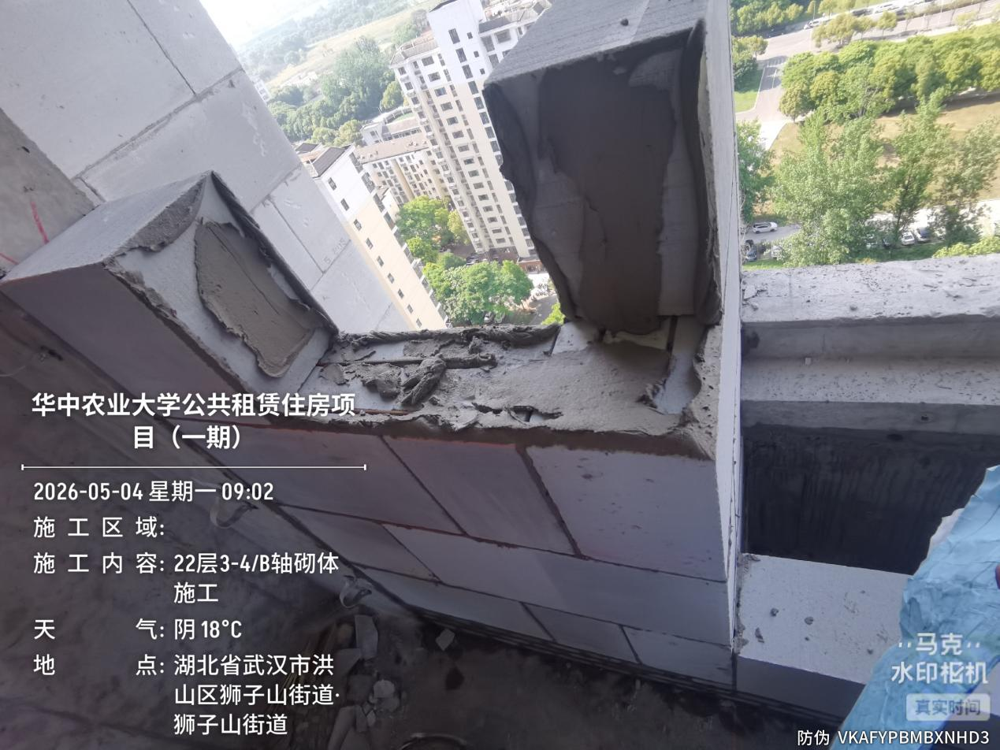 华中农业大学公共租赁住房项
目（一期）
2026-05-04 星期一 09:02
施工区域:
施工内容: 22层3-4/B轴砌体
施工
天气: 阴 18°C
地点: 湖北省武汉市洪
山区狮子山街道·
狮子山街道
马克
水印相机
真实时间
防伪 VKAFYPBMBXNHD3